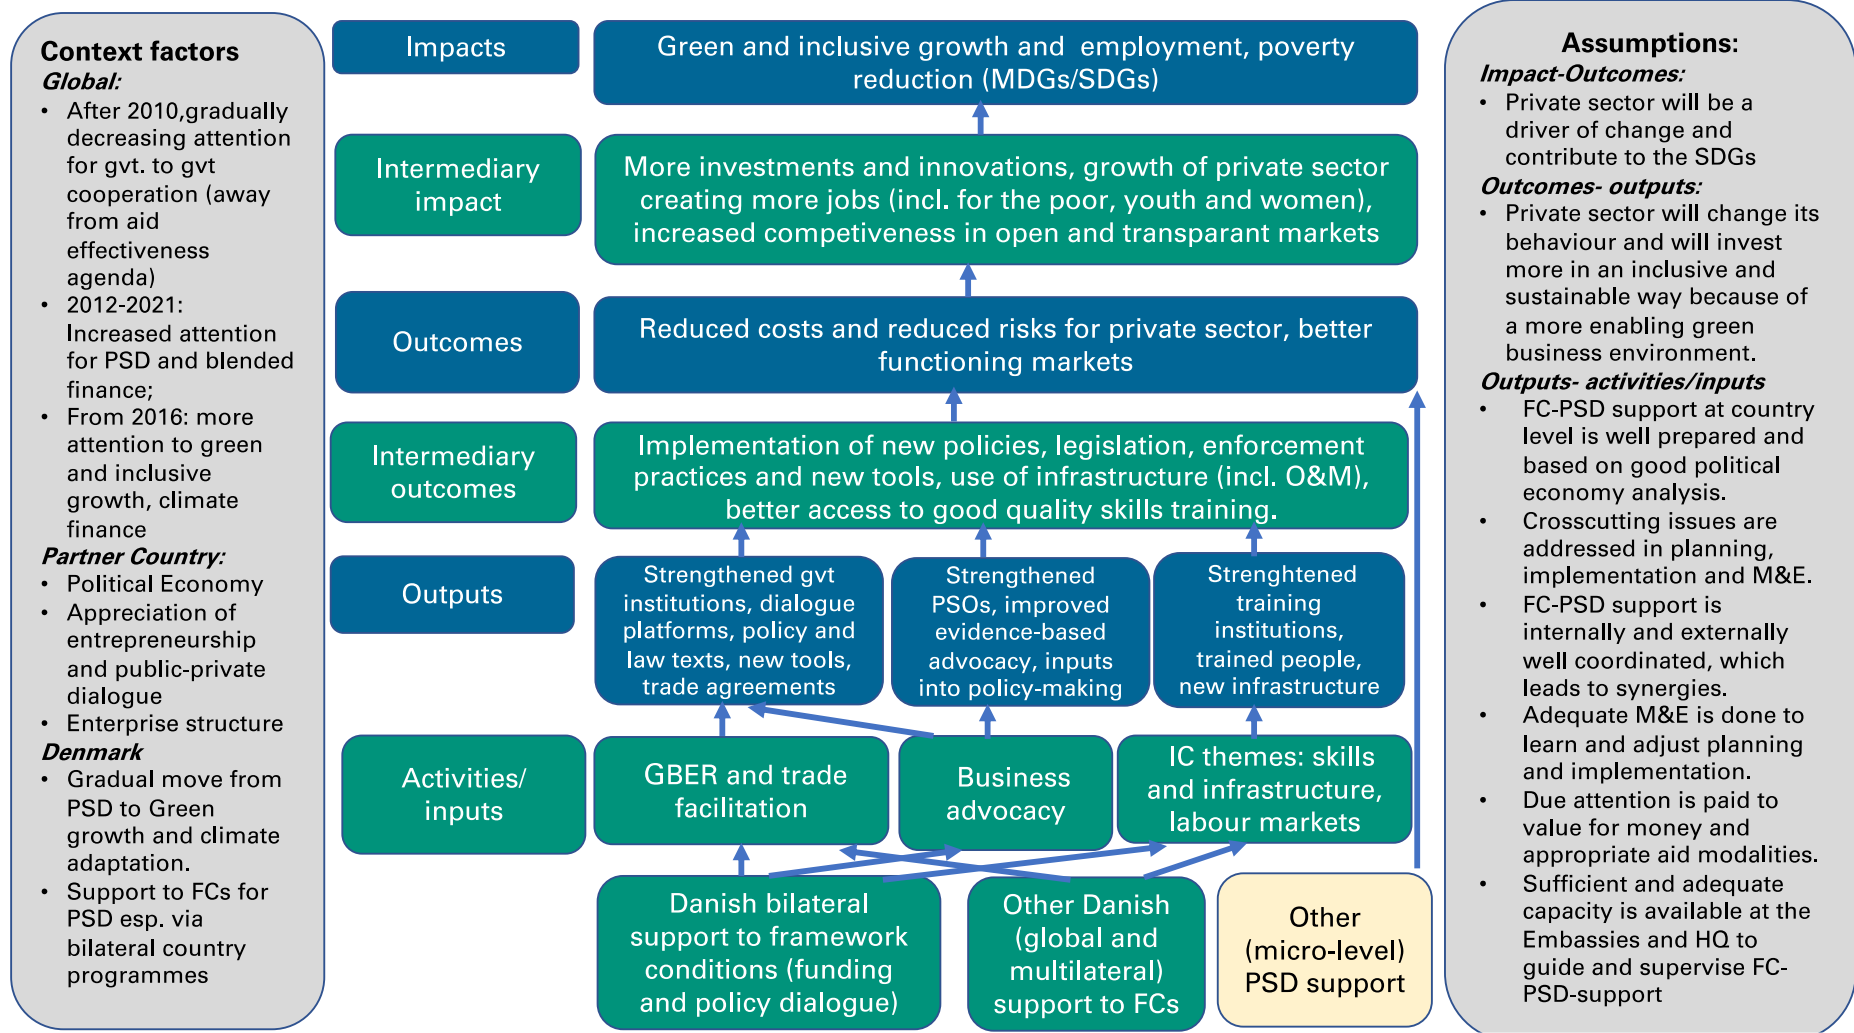 Context factors
Global:
• After 2010,gradually
decreasing attention
for gvt. to gvt
cooperation (away
from aid
effectiveness
agenda)
• 2012-2021:
Increased attention
for PSD and blended
finance;
• From 2016: more
attention to green
and inclusive
growth, climate
finance
Partner Country:
• Political Economy
• Appreciation of
entrepreneurship
and public-private
dialogue
• Enterprise structure
Denmark
• Gradual move from
PSD to Green
growth and climate
adaptation.
• Support to FCs for
PSD esp. via
bilateral country
programmes
Impacts
Green and inclusive growth and employment, poverty
reduction (MDGs/SDGs)
Intermediary
impact
More investments and innovations, growth of private sector
creating more jobs (incl. for the poor, youth and women),
increased competiveness in open and transparant markets
Outcomes
Reduced costs and reduced risks for private sector, better
functioning markets
Intermediary
outcomes
Implementation of new policies, legislation, enforcement
practices and new tools, use of infrastructure (incl. O&M),
better access to good quality skills training.
Outputs
Strengthened gvt
institutions, dialogue
platforms, policy and
law texts, new tools,
trade agreements
Strengthened
PSOs, improved
evidence-based
advocacy, inputs
into policy-making
Strenghtened
training
institutions,
trained people,
new infrastructure
Activities/
inputs
GBER and trade
facilitation
Business
advocacy
IC themes: skills
and infrastructure,
labour markets
Danish bilateral
support to framework
conditions (funding
and policy dialogue)
Other Danish
(global and
multilateral)
support to FCs
Other
(micro-level)
PSD support
Assumptions:
Impact-Outcomes:
• Private sector will be a
driver of change and
contribute to the SDGs
Outcomes- outputs:
• Private sector will change its
behaviour and will invest
more in an inclusive and
sustainable way because of
a more enabling green
business environment.
Outputs- activities/inputs
• FC-PSD support at country
level is well prepared and
based on good political
economy analysis.
• Crosscutting issues are
addressed in planning,
implementation and M&E.
• FC-PSD support is
internally and externally
well coordinated, which
leads to synergies.
• Adequate M&E is done to
learn and adjust planning
and implementation.
• Due attention is paid to
value for money and
appropriate aid modalities.
• Sufficient and adequate
capacity is available at the
Embassies and HQ to
guide and supervise FC-
PSD-support